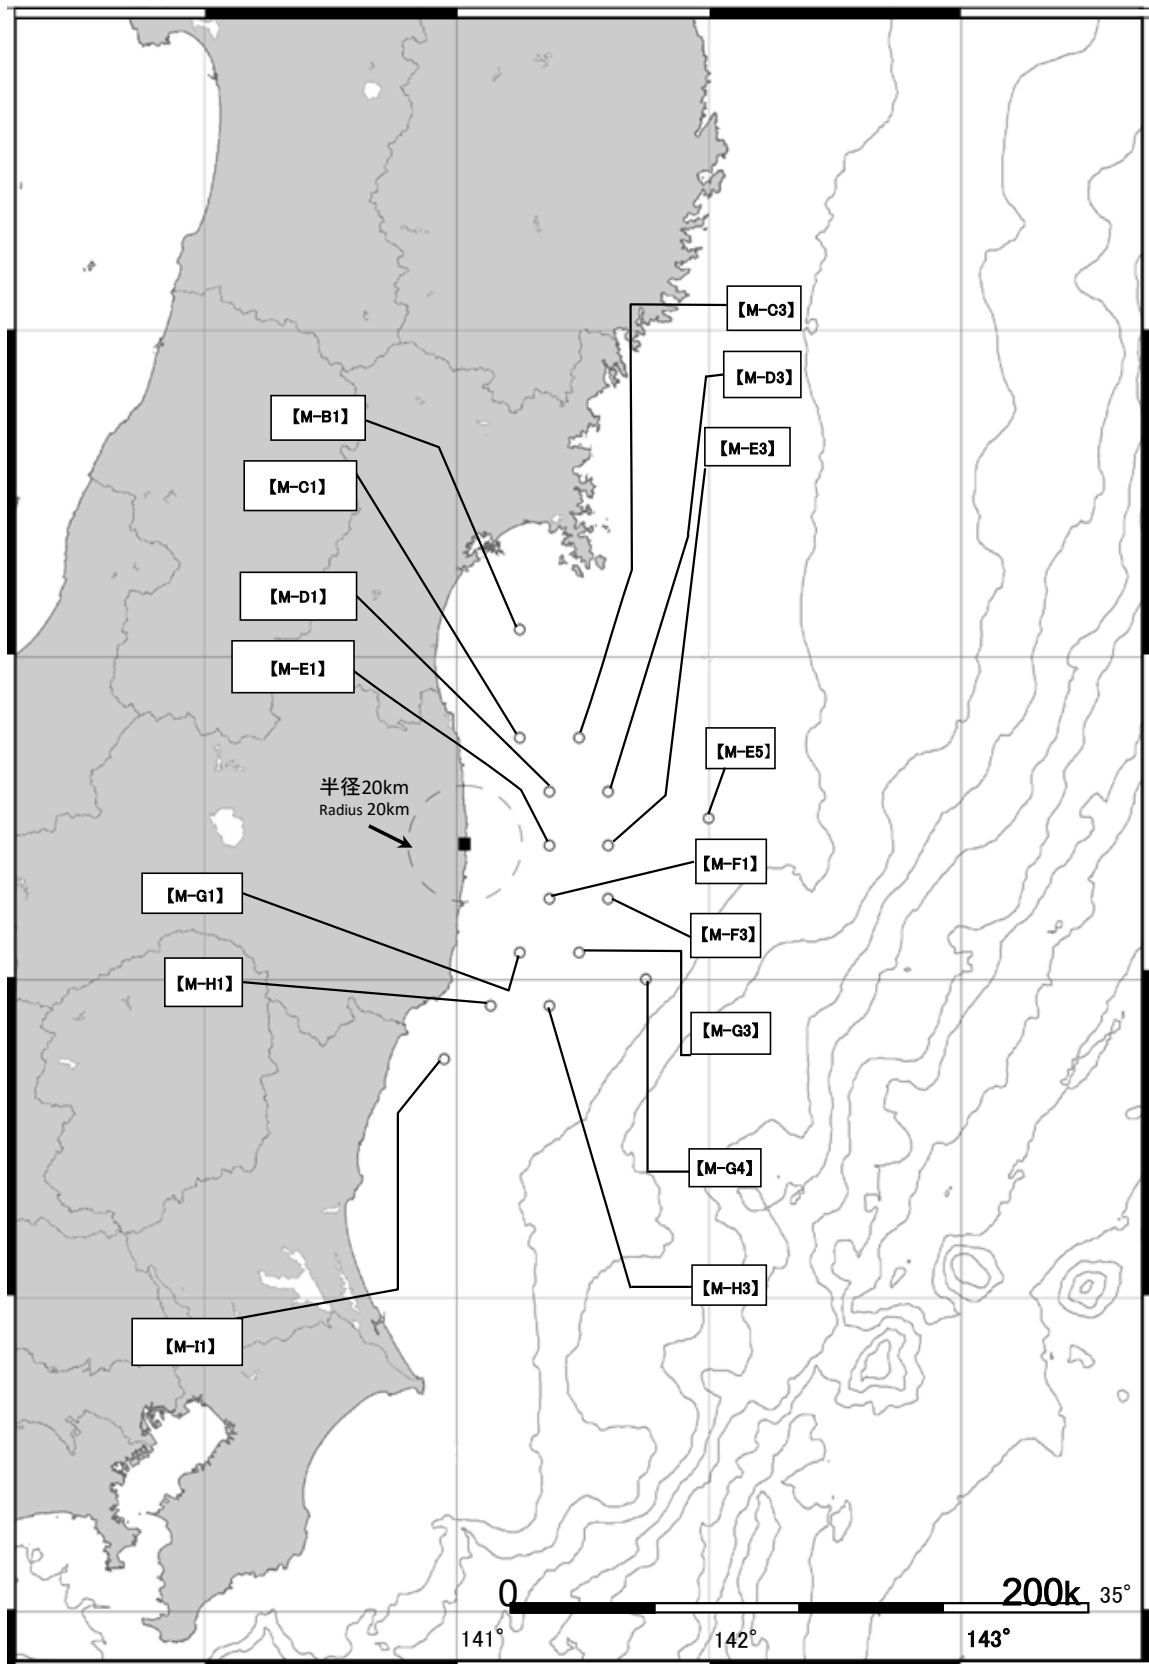 【M-C3】
【M-D3】
【M-B1】
【M-E3】
【M-C1】
【M-D1】
【M-E1】
【M-E5】
半径20km
Radius 20km
【M-F1】
【M-G1】
【M-F3】
【M-H1】
【M-G3】
【M-G4】
【M-H3】
【M-I1】
0
200k
35°
141°
142°
143°